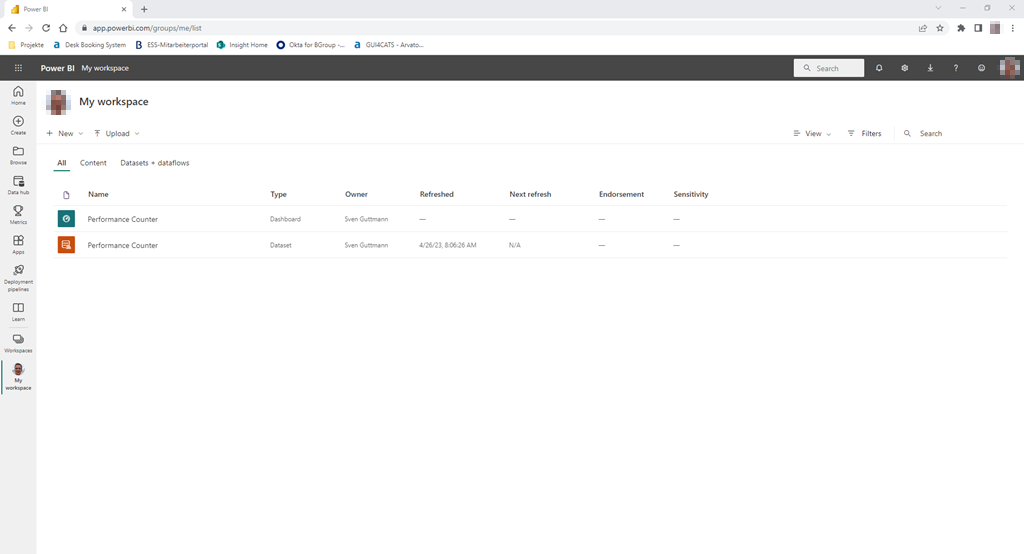 Power BI
app.powerbi.com/groups/me/list
Projekte Desk Booking System ESS-Mitarbeiterportal Insight Home Okta for BGroup -... GUI4CATS - Arvato...
Power BI My workspace Search
Home
Create
Browse
Data hub
Metrics
Apps
Deployment
pipelines
Learn
Workspaces
My
workspace
My workspace
New Upload View Filters Search
All Content Datasets + dataflows
Name Type Owner Refreshed Next refresh Endorsement Sensitivity
Performance Counter Dashboard Sven Guttmann — — — —
Performance Counter Dataset Sven Guttmann 4/26/23, 8:06:26 AM N/A — —